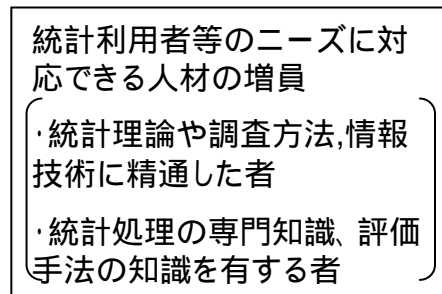 統計利用者等のニーズに対
応できる人材の増員
・統計理論や調査方法,情報
技術に精通した者
・統計処理の専門知識、評価
手法の知識を有する者